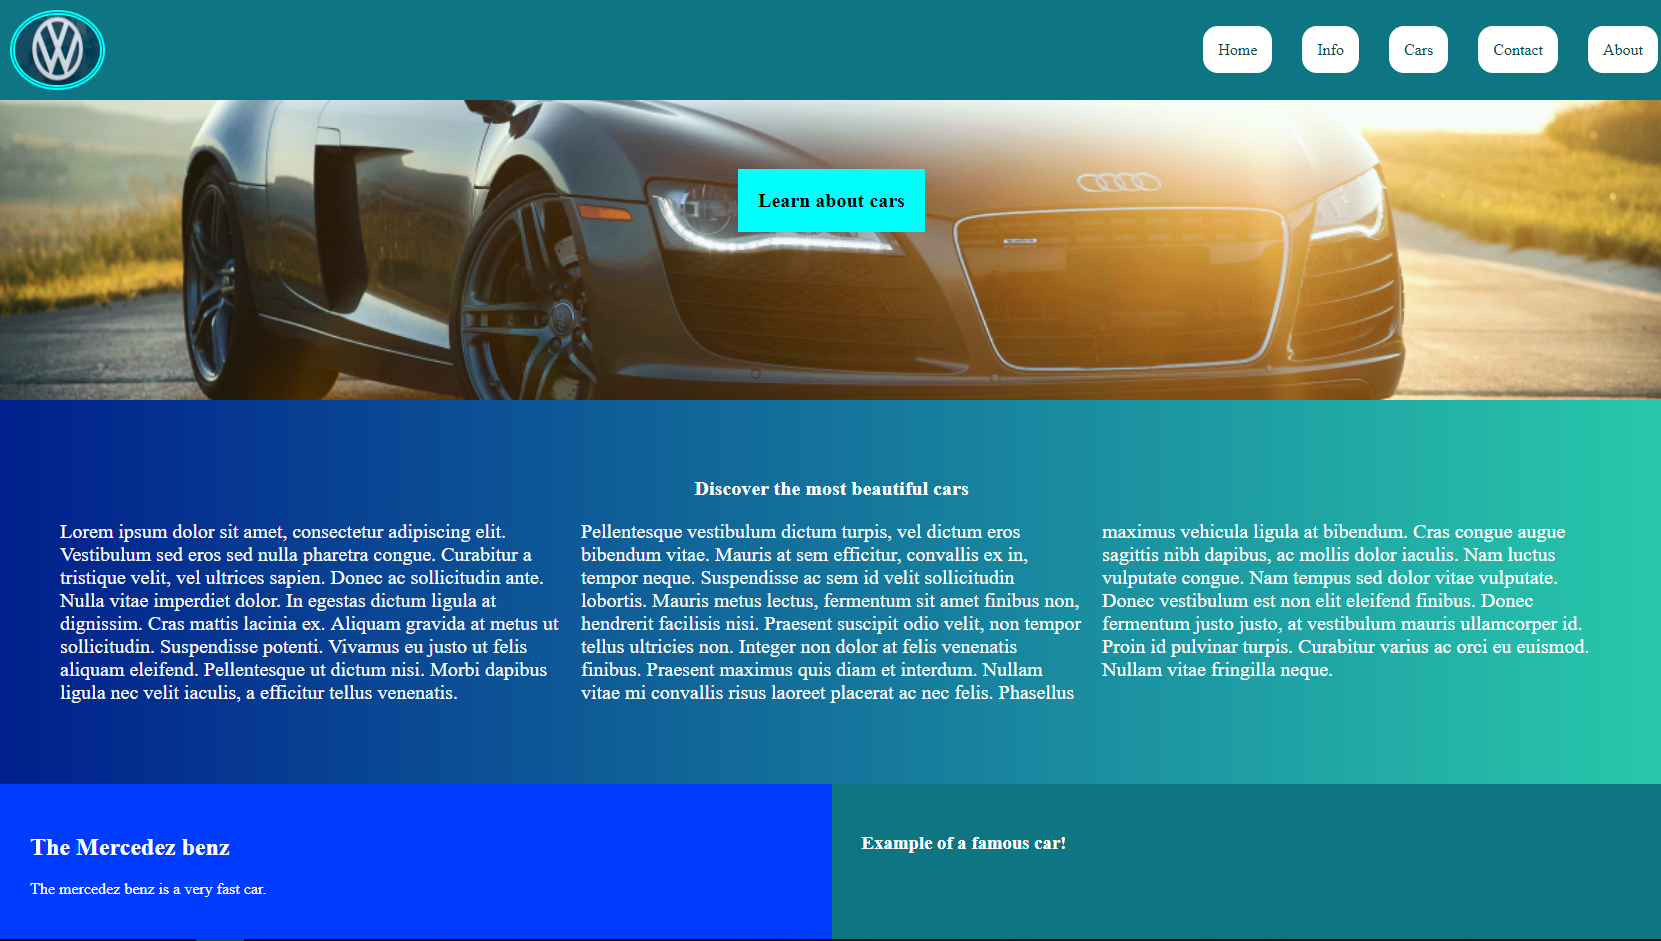 Home
Info
Cars
Contact
About
Learn about cars
Discover the most beautiful cars
Lorem ipsum dolor sit amet, consectetur adipiscing elit.
Vestibulum sed eros sed nulla pharetra congue. Curabitur a
tristique velit, vel ultrices sapien. Donec ac sollicitudin ante.
Nulla vitae imperdiet dolor. In egestas dictum ligula at
dignissim. Cras mattis lacinia ex. Aliquam gravida at metus ut
sollicitudin. Suspendisse potenti. Vivamus eu justo ut felis
aliquam eleifend. Pellentesque ut dictum nisi. Morbi dapibus
ligula nec velit iaculis, a efficitur tellus venenatis.
Pellentesque vestibulum dictum turpis, vel dictum eros
bibendum vitae. Mauris at sem efficitur, convallis ex in,
tempor neque. Suspendisse ac sem id velit sollicitudin
lobortis. Mauris metus lectus, fermentum sit amet finibus non,
hendrerit facilisis nisi. Praesent suscipit odio velit, non tempor
tellus ultricies non. Integer non dolor at felis venenatis
finibus. Praesent maximus quis diam et interdum. Nullam
vitae mi convallis risus laoreet placerat ac nec felis. Phasellus
maximus vehicula ligula at bibendum. Cras congue augue
sagittis nibh dapibus, ac mollis dolor iaculis. Nam luctus
vulputate congue. Nam tempus sed dolor vitae vulputate.
Donec vestibulum est non elit eleifend finibus. Donec
fermentum justo justo, at vestibulum mauris ullamcorper id.
Proin id pulvinar turpis. Curabitur varius ac orci eu euismod.
Nullam vitae fringilla neque.
The Mercedez benz
The mercedez benz is a very fast car.
Example of a famous car!